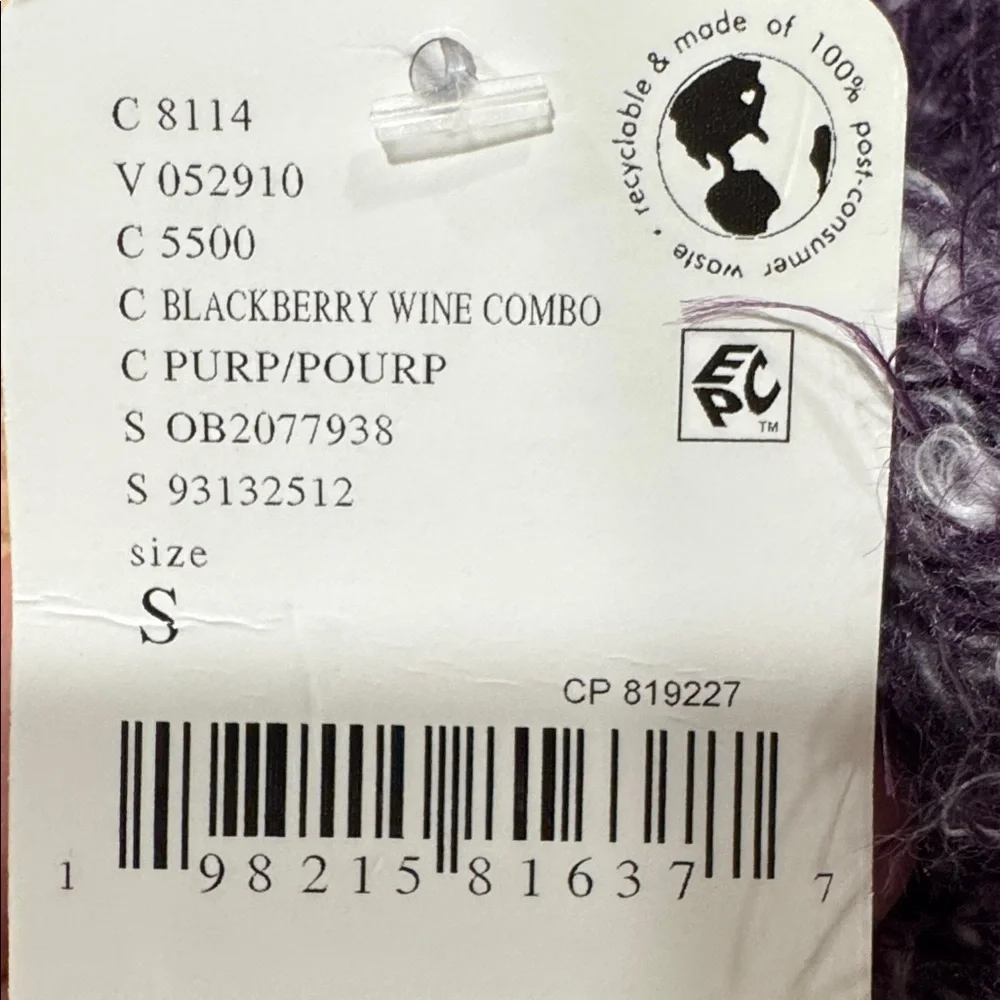 C 8114
V 052910
C 5500
C BLACKBERRY WINE COMBO
C PURP/POURP
S OB2077938
S 93132512
size
S
recyclable & made of 100% post-consumer waste •
EPC
TM
CP 819227
1 98215 81637 7